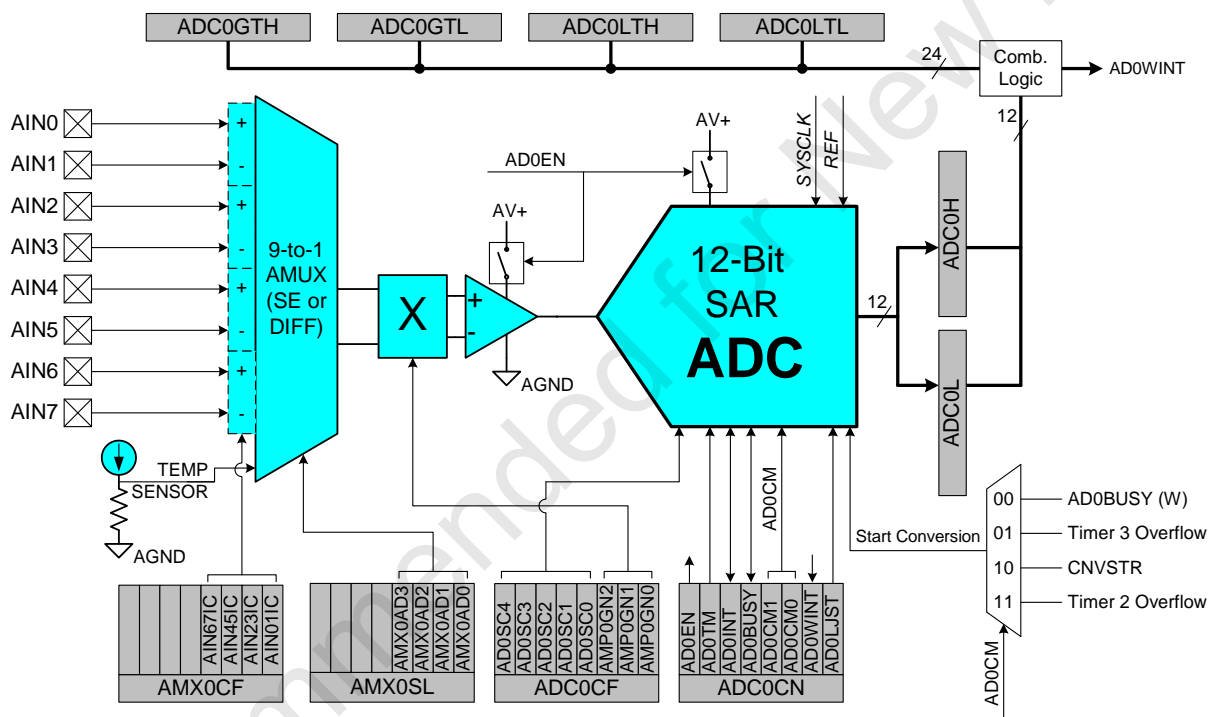 ADC0GTH
ADC0GTL
ADC0LTH
ADC0LTL
24
Comb.
Logic
AD0WINT
12
AIN0
AIN1
AIN2
AIN3
AIN4
AIN5
AIN6
AIN7
+
-
+
-
+
-
+
-
9-to-1
AMUX
(SE or
DIFF)
X
+
-
AV+
AGND
AD0EN
AV+
SYSCLK
REF
12-Bit
SAR
ADC
12
ADC0H
ADC0L
TEMP
SENSOR
AGND
AD0CM
Start Conversion
00
AD0BUSY (W)
01
Timer 3 Overflow
10
CNVSTR
11
Timer 2 Overflow
AD0CM
AIN67IC
AIN45IC
AIN23IC
AIN01IC
AMX0CF
AMX0AD3
AMX0AD2
AMX0AD1
AMX0AD0
AMX0SL
AD0SC4
AD0SC3
AD0SC2
AD0SC1
AD0SC0
AMP0GN2
AMP0GN1
AMP0GN0
ADC0CF
AD0EN
AD0TM
AD0INT
AD0BUSY
AD0CM1
AD0CM0
AD0WINT
AD0LJST
ADC0CN
mmended for New